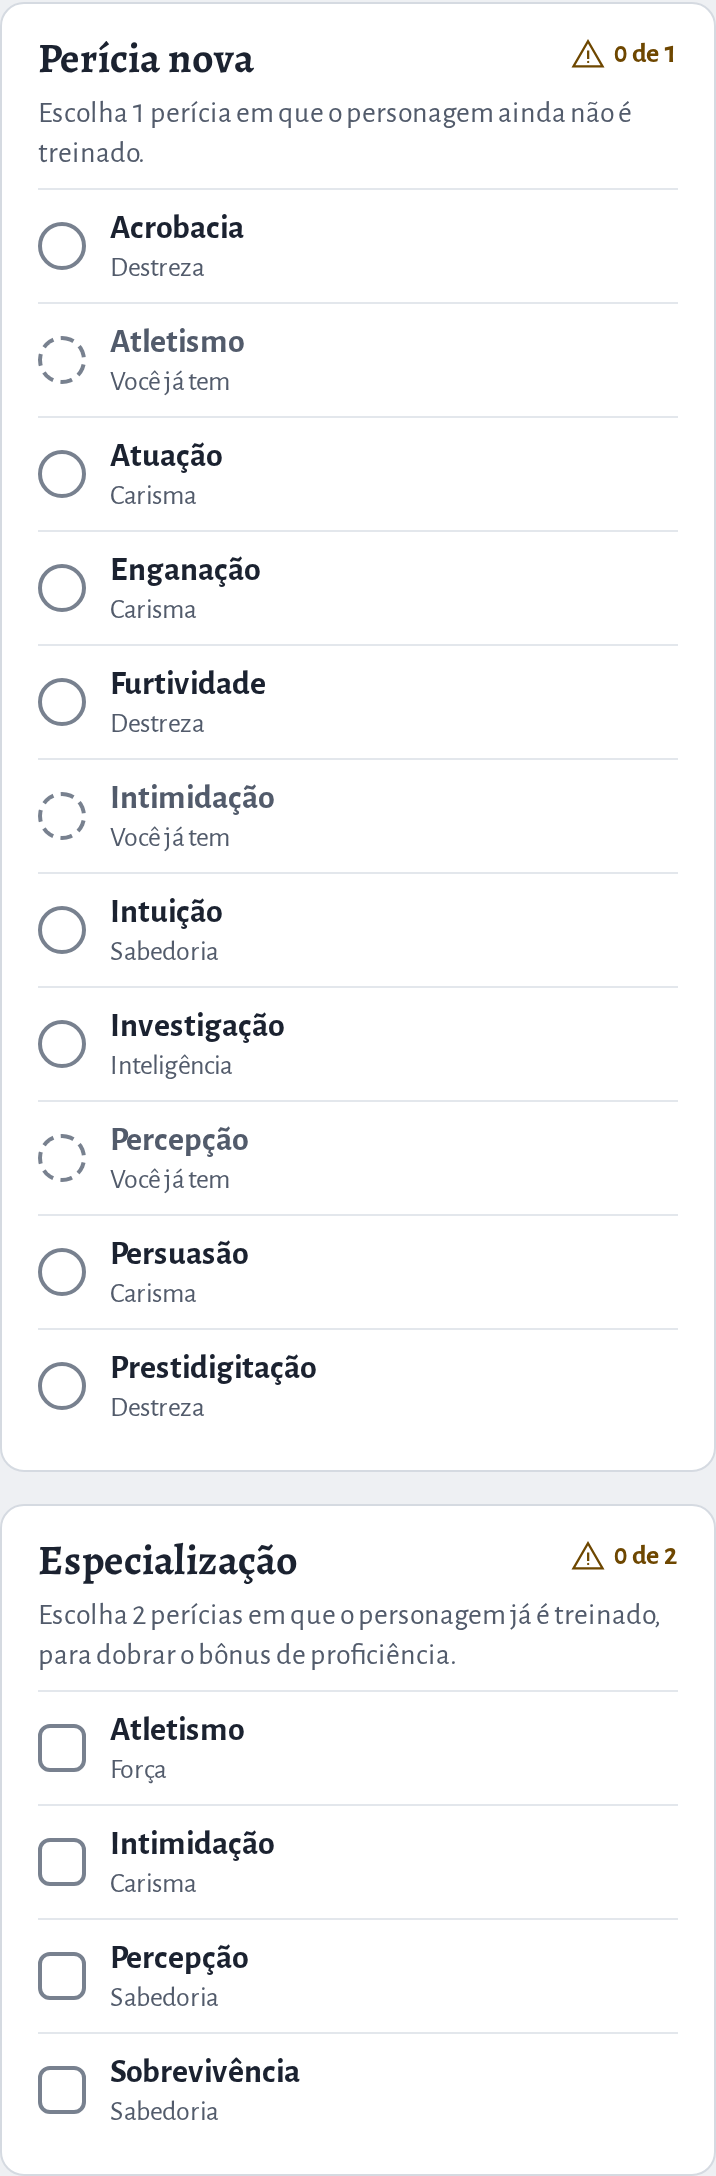 Perícia nova
0 de 1
Escolha 1 perícia em que o personagem ainda não é
treinado.
Acrobacia
Destreza
Atletismo
Você já tem
Atuação
Carisma
Enganação
Carisma
Furtividade
Destreza
Intimidação
Você já tem
Intuição
Sabedoria
Investigação
Inteligência
Percepção
Você já tem
Persuasão
Carisma
Prestidigitação
Destreza
Especialização
0 de 2
Escolha 2 perícias em que o personagem já é treinado,
para dobrar o bônus de proficiência.
Atletismo
Força
Intimidação
Carisma
Percepção
Sabedoria
Sobrevivência
Sabedoria